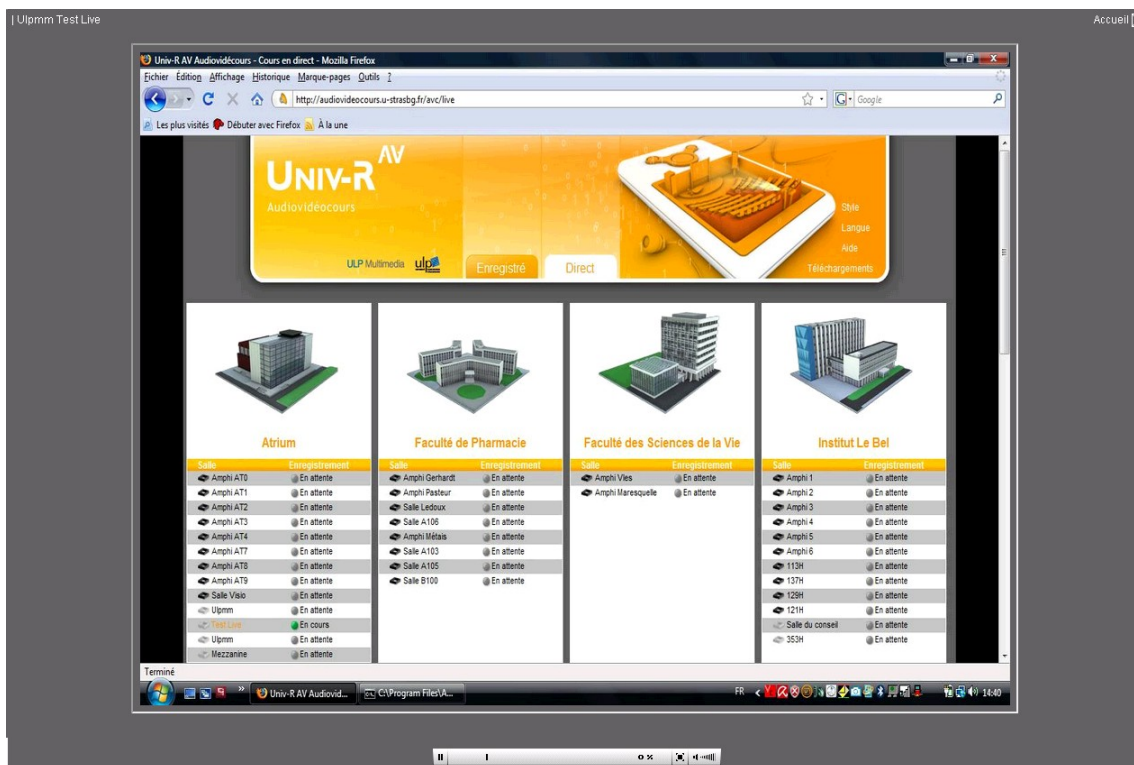 | Ulpmm Test Live
Accueil
Univ-R AV Audiovidécours - Cours en direct - Mozilla Firefox
Fichier Édition Affichage Historique Marque-pages Outils ?
http://audiovideocours.u-strasbg.fr/avc/live
Google
Les plus visités Débuter avec Firefox À la une
UNIV-R AV
Audiovidécours
Style
Langue
Aide
Téléchargements
ULP Multimedia ulp
Enregistré Direct
Atrium
Salle Enregistrement
Amphi AT0 En attente
Amphi AT1 En attente
Amphi AT2 En attente
Amphi AT3 En attente
Amphi AT4 En attente
Amphi AT7 En attente
Amphi AT8 En attente
Amphi AT9 En attente
Salle Visio En attente
Ulpmm En attente
Test Live En cours
Ulpmm En attente
Mezzanine En attente
Faculté de Pharmacie
Salle Enregistrement
Amphi Gerhardt En attente
Amphi Pasteur En attente
Salle Ledoux En attente
Salle A106 En attente
Amphi Métais En attente
Salle A103 En attente
Salle A105 En attente
Salle B100 En attente
Faculté des Sciences de la Vie
Salle Enregistrement
Amphi Vles En attente
Amphi Maresquelle En attente
Institut Le Bel
Salle Enregistrement
Amphi 1 En attente
Amphi 2 En attente
Amphi 3 En attente
Amphi 4 En attente
Amphi 5 En attente
Amphi 6 En attente
113H En attente
137H En attente
129H En attente
121H En attente
Salle du conseil En attente
353H En attente
Terminé
Univ-R AV Audiovid... C:\Program Files\A... FR 14:40
0 %